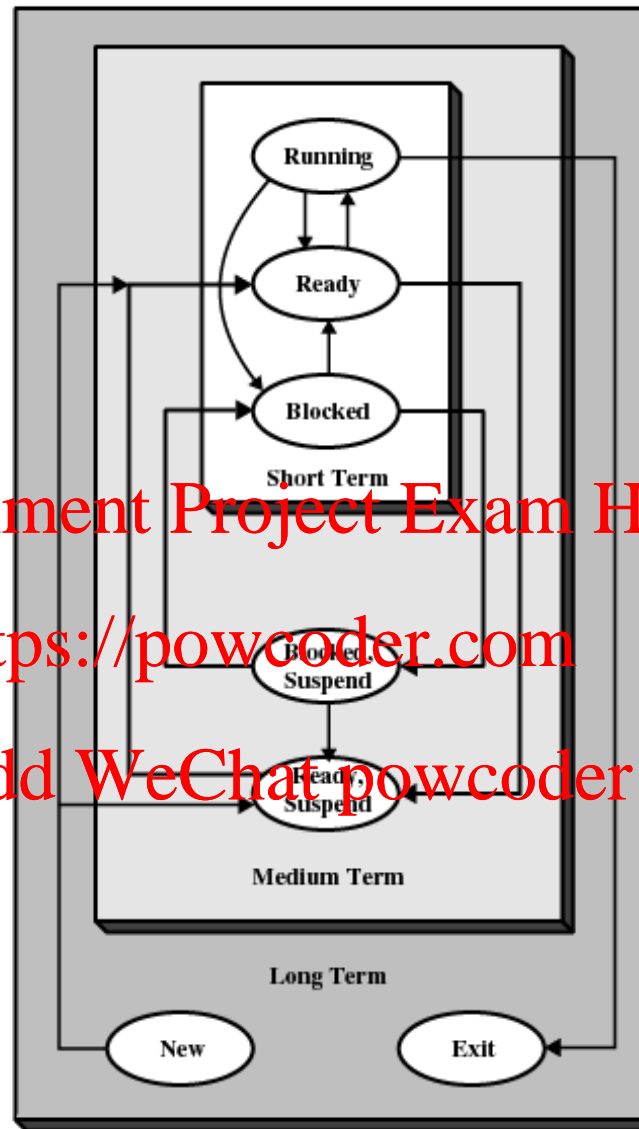 Running
Ready
Blocked
Short Term
ment Project Exam H
tps://powcoder.com
Blocked,
Suspend
dd WeChat powcoder
Ready,
Suspend
Medium Term
Long Term
New
Exit